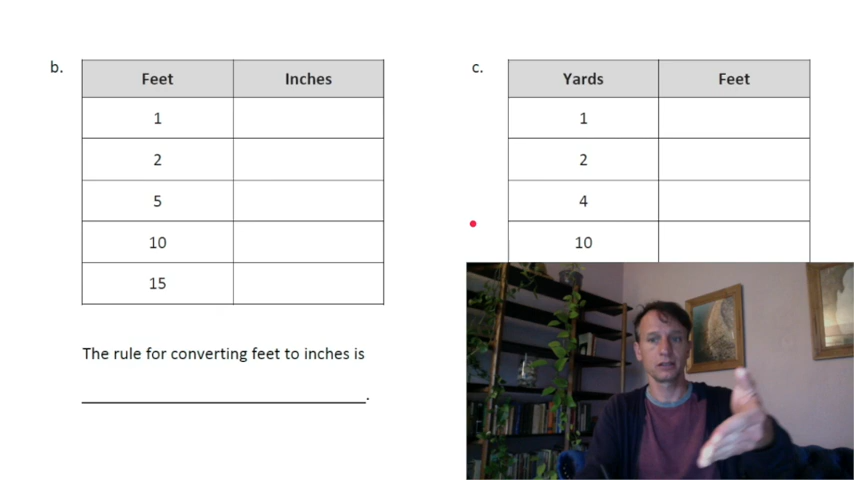 b.
Feet Inches
1
2
5
10
15
The rule for converting feet to inches is
____________________________.
c.
Yards Feet
1
2
4
10